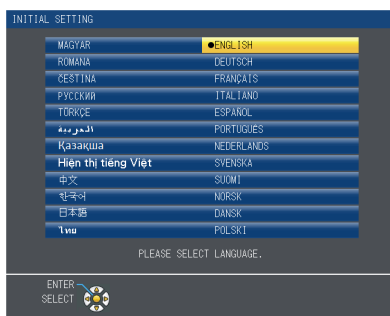 INITIAL SETTING
MAGYAR ●ENGLISH
ROMÂNA DEUTSCH
ČEŠTINA FRANÇAIS
РУССКИЙ ITALIANO
TÜRKÇE ESPAÑOL
العربية PORTUGUÊS
Қазақша NEDERLANDS
Hiện thị tiếng Việt SVENSKA
中文 SUOMI
한국어 NORSK
日本語 DANSK
ไทย POLSKI
PLEASE SELECT LANGUAGE.
ENTER
SELECT